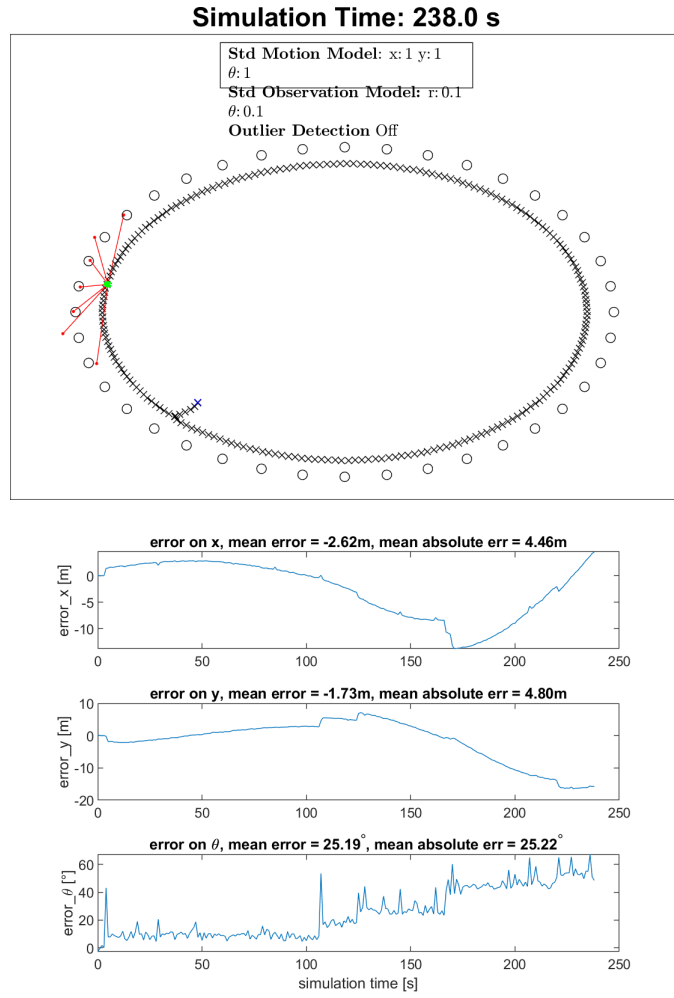 Simulation Time: 238.0 s
Std Motion Model: x: 1 y: 1
θ: 1
Std Observation Model: r: 0.1
θ: 0.1
Outlier Detection Off
error on x, mean error = -2.62m, mean absolute err = 4.46m
error_x [m]
0
-5
-10
0 50 100 150 200 250
error on y, mean error = -1.73m, mean absolute err = 4.80m
error_y [m]
10
0
-10
-20
0 50 100 150 200 250
error on θ, mean error = 25.19°, mean absolute err = 25.22°
error_θ [°]
60
40
20
0
0 50 100 150 200 250
simulation time [s]